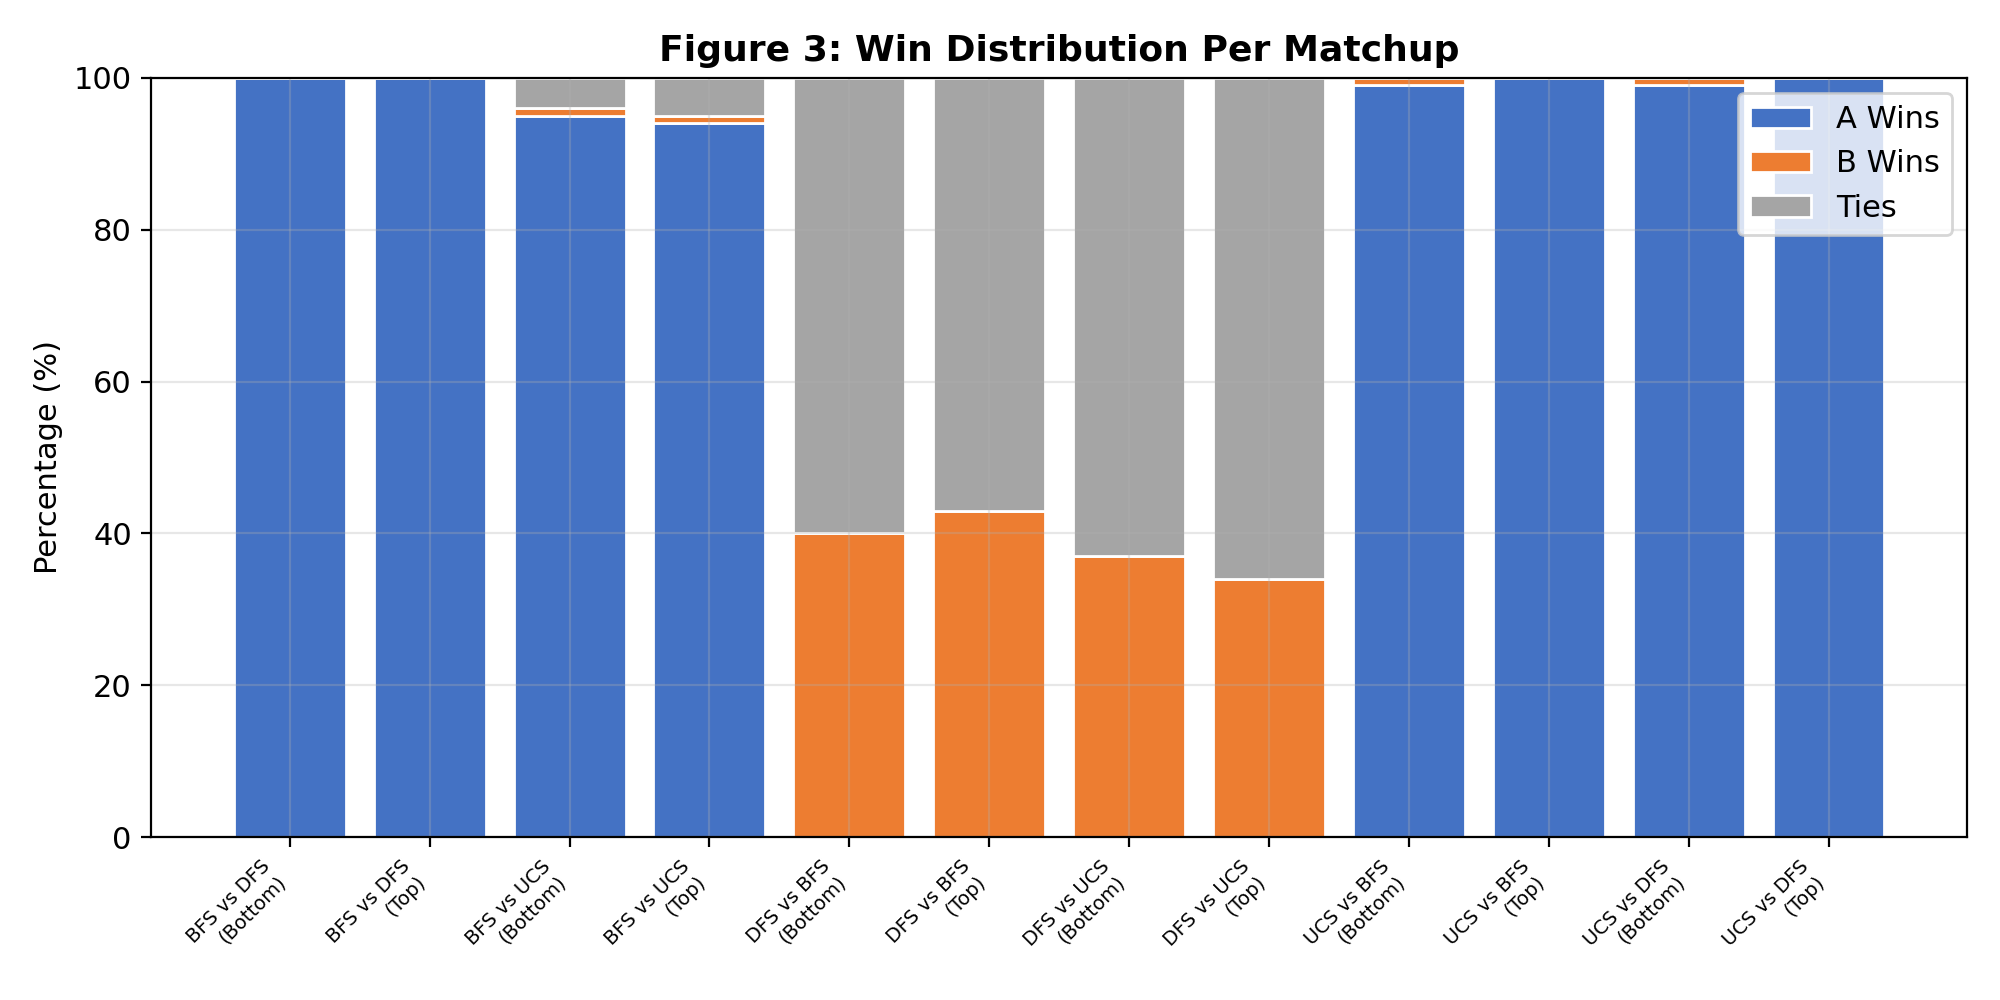 Figure 3: Win Distribution Per Matchup
100
80
60
40
20
0
Percentage (%)
A Wins
B Wins
Ties
BFS vs DFS
(Bottom)
BFS vs DFS
(Top)
BFS vs UCS
(Bottom)
BFS vs UCS
(Top)
DFS vs BFS
(Bottom)
DFS vs BFS
(Top)
DFS vs UCS
(Bottom)
DFS vs UCS
(Top)
UCS vs BFS
(Bottom)
UCS vs BFS
(Top)
UCS vs DFS
(Bottom)
UCS vs DFS
(Top)